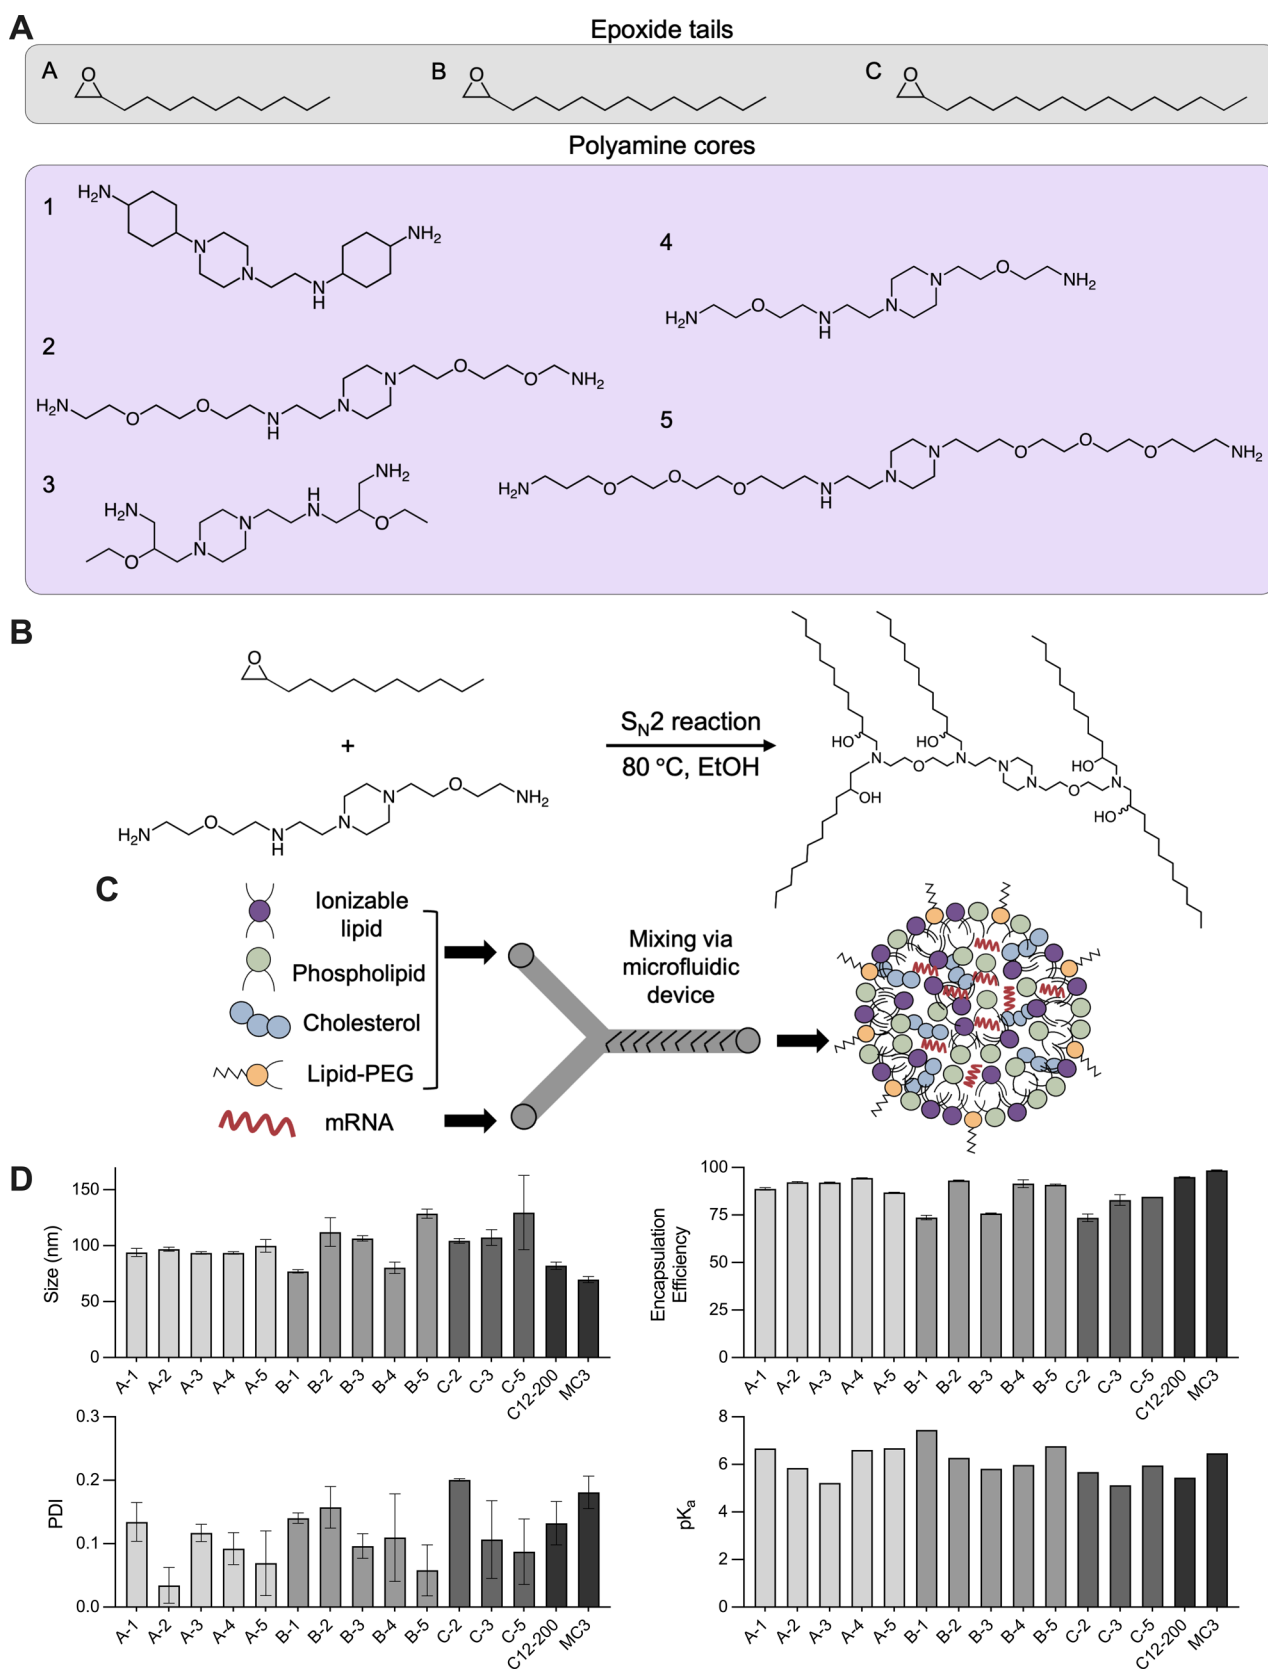 A
Epoxide tails
A
O
B
O
C
O
Polyamine cores
1
H₂N
N
N
N
H
NH₂
2
H₂N
O
O
N
H
N
N
O
O
NH₂
3
H₂N
O
N
N
H
N
NH₂
O
4
H₂N
O
N
H
N
N
O
NH₂
5
H₂N
O
O
O
N
H
N
N
O
O
O
NH₂
B
O
+
H₂N
O
N
H
N
N
O
NH₂
S_N2 reaction
80 °C, EtOH
HO
HO
N
O
N
N
N
O
N
OH
HO
HO
C
Ionizable
lipid
Phospholipid
Cholesterol
Lipid-PEG
mRNA
Mixing via
microfluidic
device
D
Size (nm)
150
100
50
0
A-1 A-2 A-3 A-4 A-5 B-1 B-2 B-3 B-4 B-5 C-2 C-3 C-5 C12-200 MC3
Encapsulation
Efficiency
100
75
50
25
0
A-1 A-2 A-3 A-4 A-5 B-1 B-2 B-3 B-4 B-5 C-2 C-3 C-5 C12-200 MC3
PDI
0.3
0.2
0.1
0.0
A-1 A-2 A-3 A-4 A-5 B-1 B-2 B-3 B-4 B-5 C-2 C-3 C-5 C12-200 MC3
pKₐ
8
6
4
2
0
A-1 A-2 A-3 A-4 A-5 B-1 B-2 B-3 B-4 B-5 C-2 C-3 C-5 C12-200 MC3